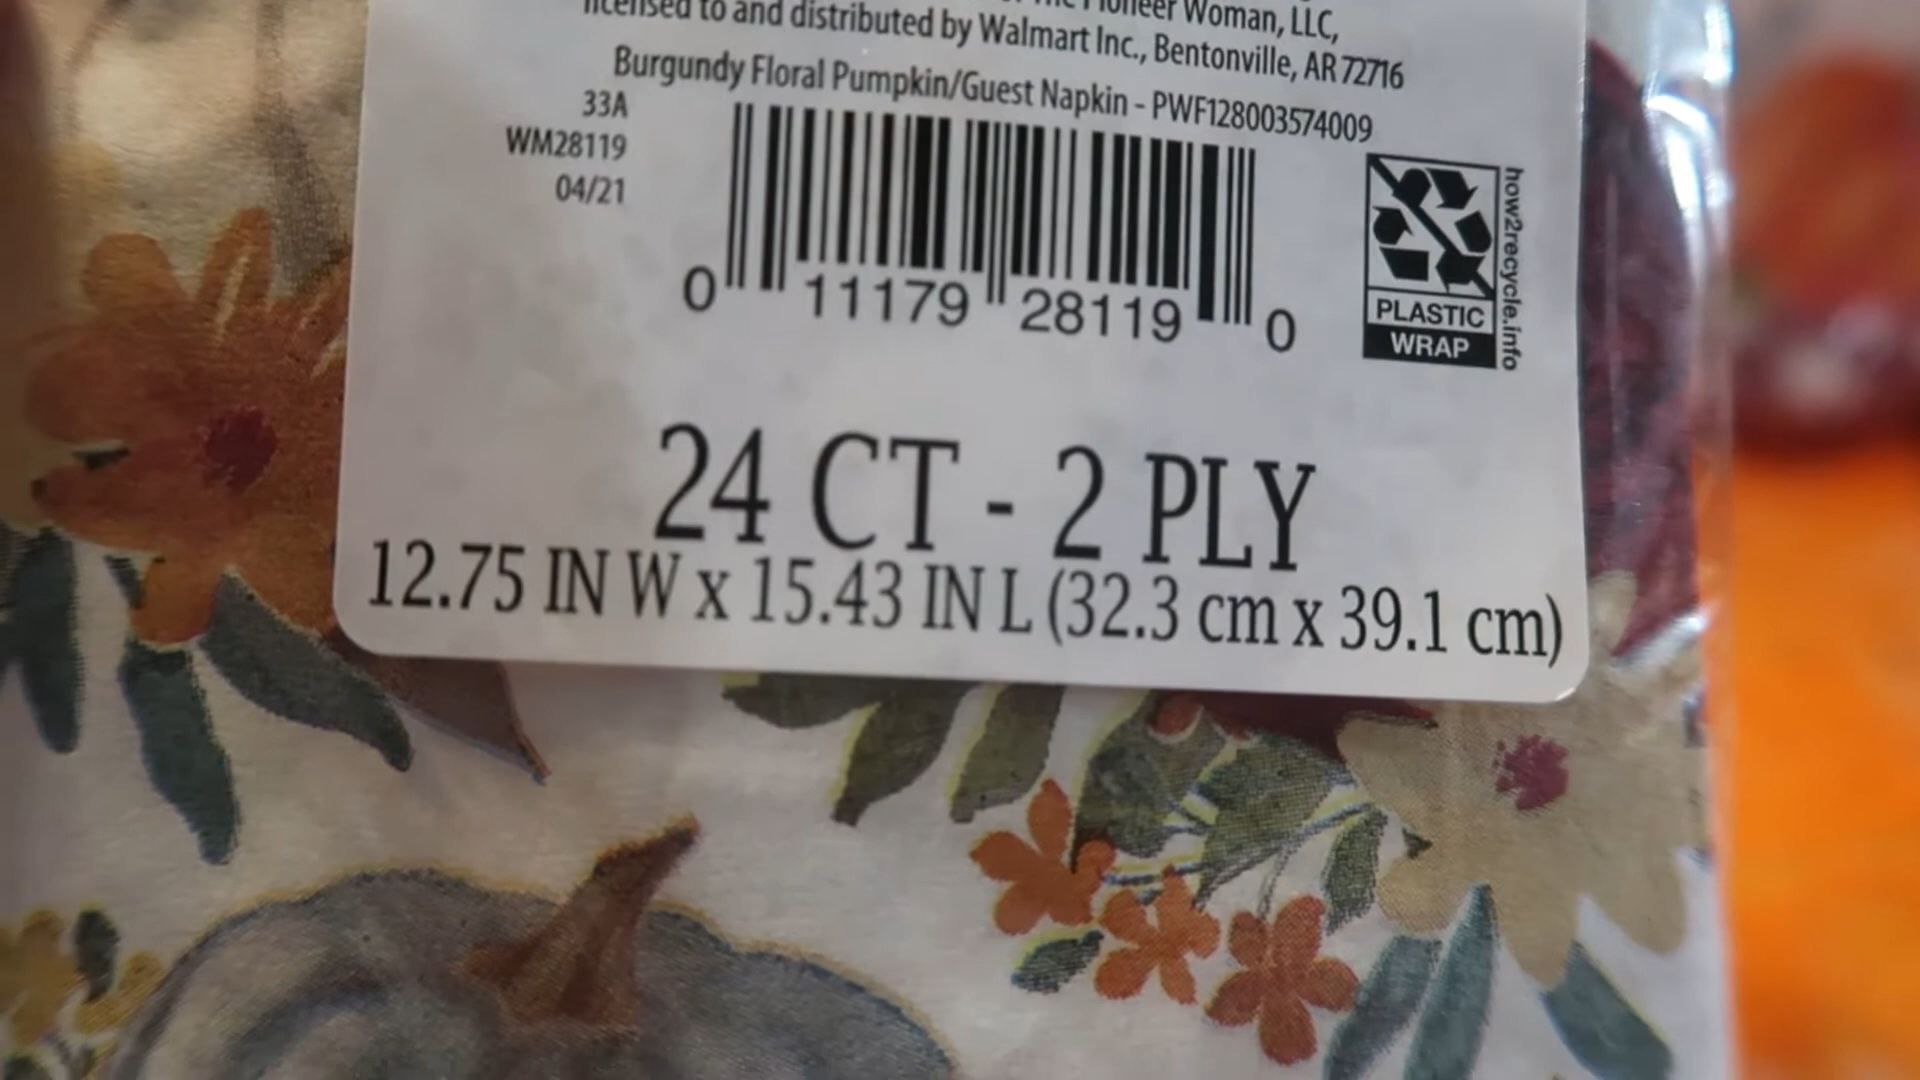 The Pioneer Woman, LLC,
licensed to and distributed by Walmart Inc., Bentonville, AR 72716
Burgundy Floral Pumpkin/Guest Napkin - PWF128003574009
33A
WM28119
04/21
0 11179 28119 0
how2recycle.info
PLASTIC
WRAP
24 CT - 2 PLY
12.75 IN W x 15.43 IN L (32.3 cm x 39.1 cm)